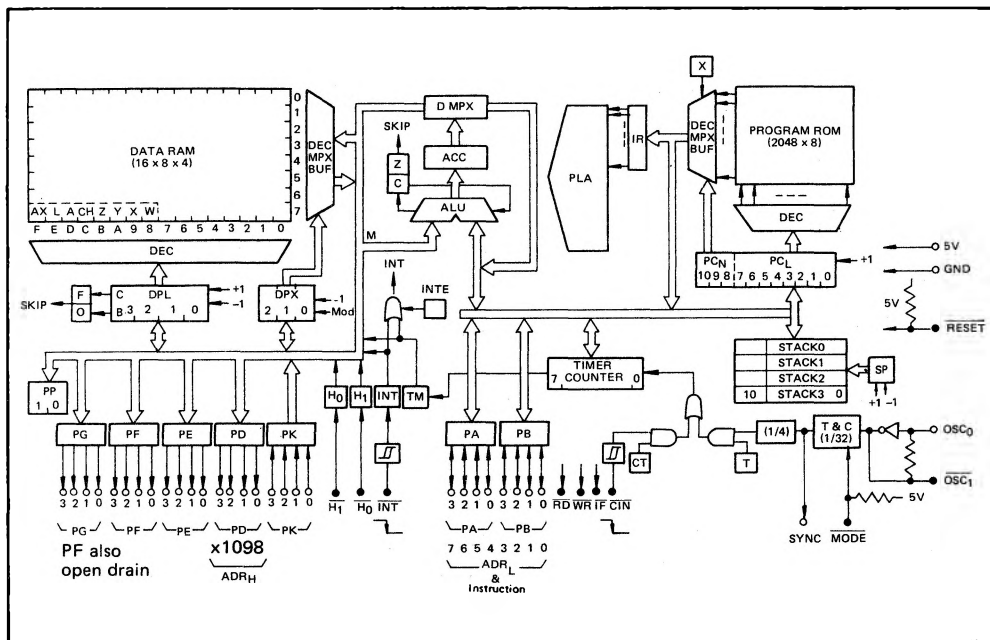 X
DATA RAM
(16 x 8 x 4)
0
1
2
3
4
5
6
7
DEC
MPX
BUF
D MPX
SKIP
ACC
Z
C
ALU
M
PLA
IR
DEC
MPX
BUF
PROGRAM ROM
(2048 x 8)
DEC
AX L A CH Z Y X W
F E D C B A 9 8 7 6 5 4 3 2 1 0
DEC
PCN PCL
10 9 8 7 6 5 4 3 2 1 0
+1
5V
GND
5V
RESET
SKIP
F
O
C DPL
B 3 2 1 0
+1
-1
DPX
2 1 0
-1
Mod
INT
INTE
STACK0
STACK1
STACK2
10 STACK3 0
SP
+1 -1
TIMER
COUNTER
7 0
PP
1 0
H0
H1
INT
TM
PG
PF
PE
PD
PK
PA
PB
CT
T
(1/4)
T & C
(1/32)
OSC0
OSC1
5V
3 2 1 0 3 2 1 0 3 2 1 0 3 2 1 0 3 2 1 0
H1 H0 INT
3 2 1 0 3 2 1 0
RD WR IF CIN
SYNC MODE
PG PF PE PD PK
PA PB
PF also
open drain
x1098
ADRH
7 6 5 4 3 2 1 0
ADRL
&
Instruction